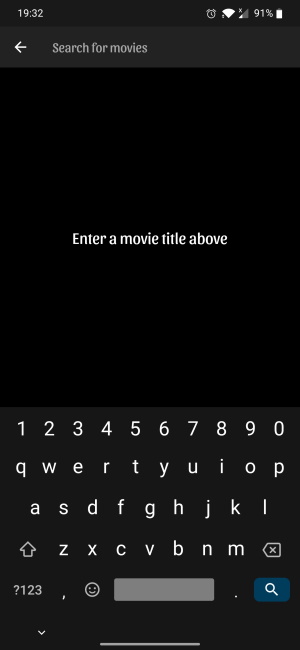 19:32
x
91%
Search for movies
Enter a movie title above
1 2 3 4 5 6 7 8 9 0
q w e r t y u i o p
a s d f g h j k l
z x c v b n m
?123 , .